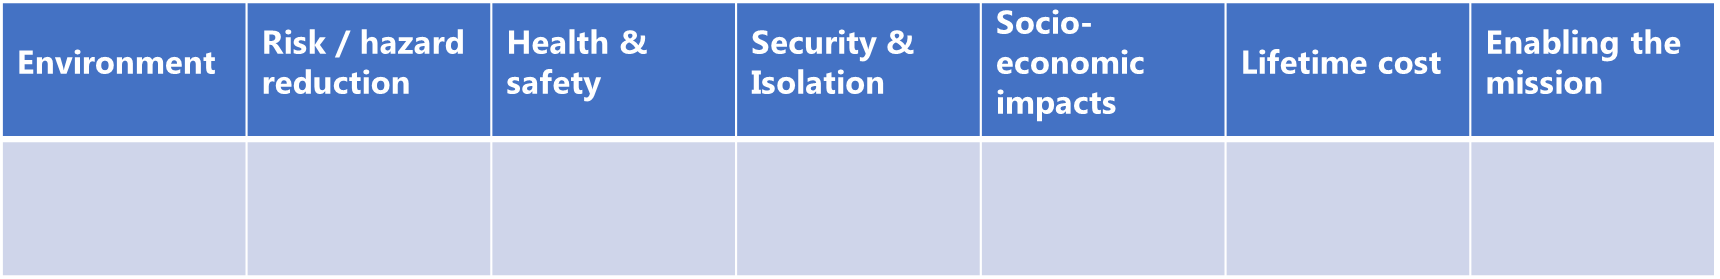 Environment
Risk / hazard
reduction
Health &
safety
Security &
Isolation
Socio-
economic
impacts
Lifetime cost
Enabling the
mission